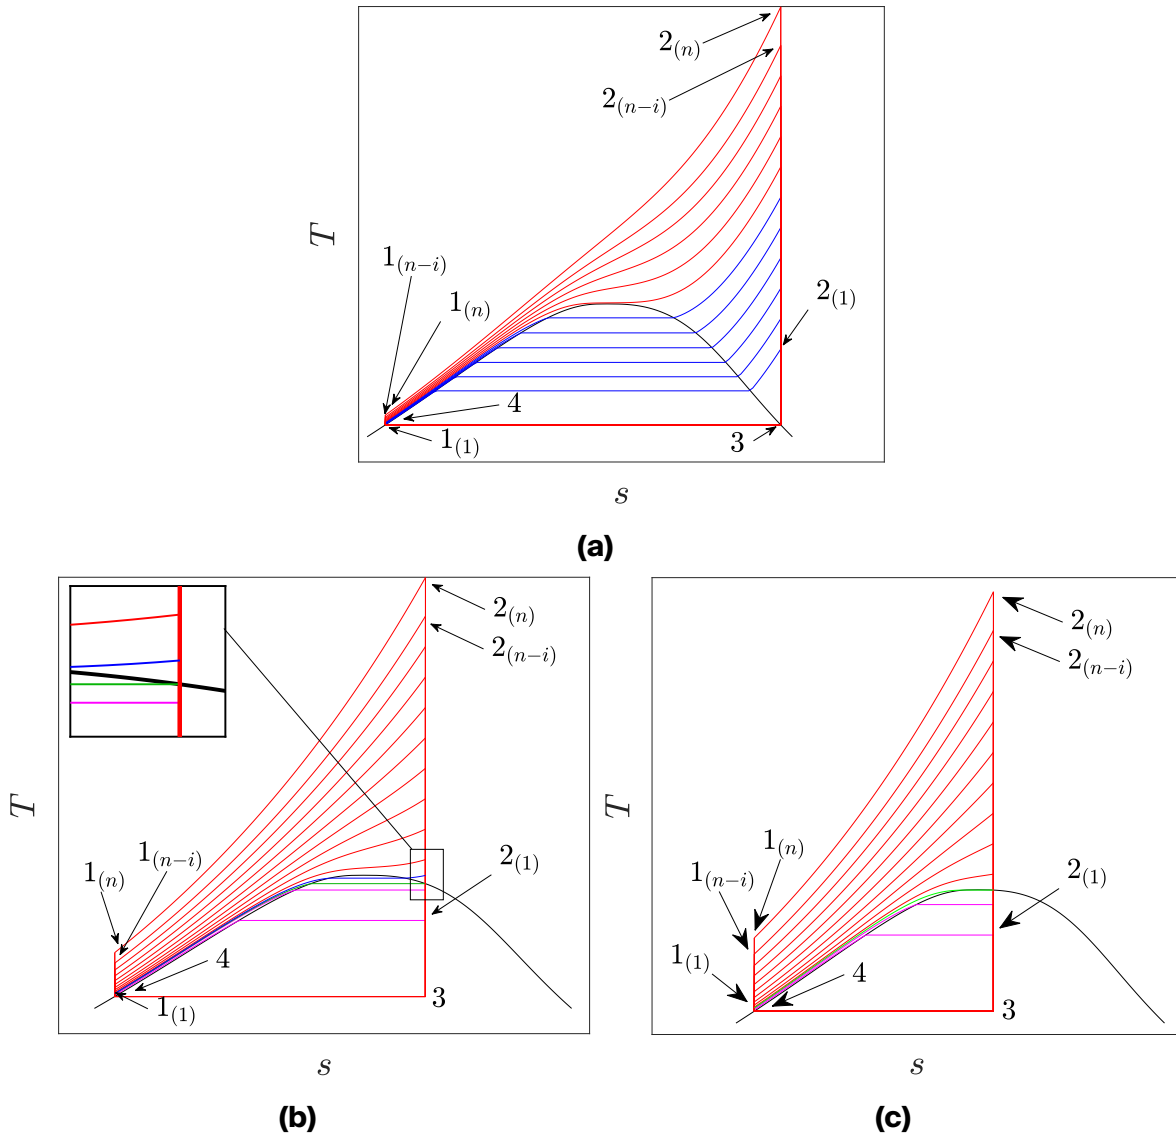 2(n)
2(n−i)
T
1(n−i)
1(n)
2(1)
4
1(1)
3
s
(a)
2(n)
2(n−i)
T
1(n−i)
1(n)
2(1)
4
1(1)
3
s
(b)
2(n)
2(n−i)
T
1(n)
1(n−i)
2(1)
1(1)
4
3
s
(c)